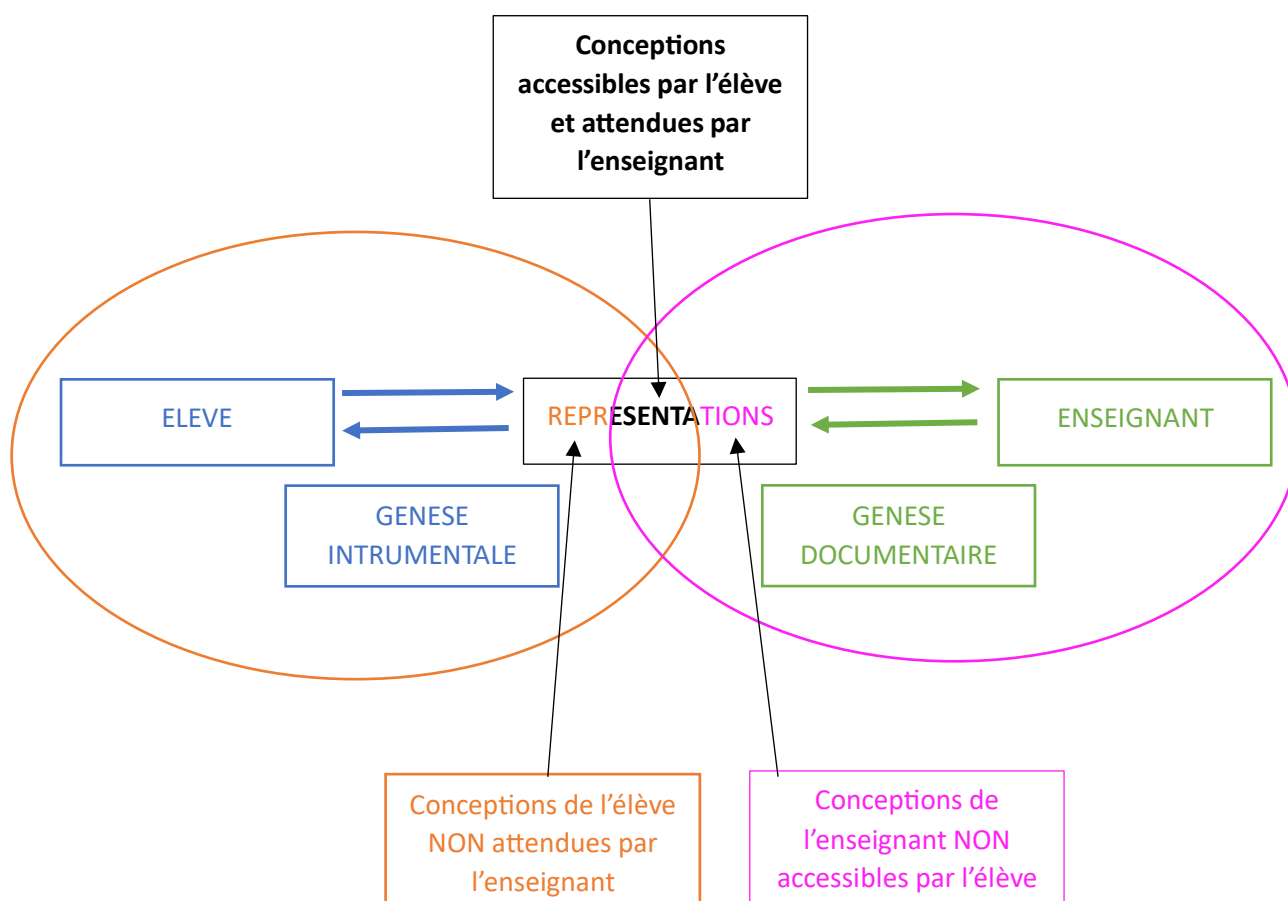 Conceptions
accessibles par l’élève
et attendues par
l’enseignant
ELEVE
REPRESENTATIONS
ENSEIGNANT
GENESE
INTRUMENTALE
GENESE
DOCUMENTAIRE
Conceptions de l’élève
NON attendues par
l’enseignant
Conceptions de
l’enseignant NON
accessibles par l’élève